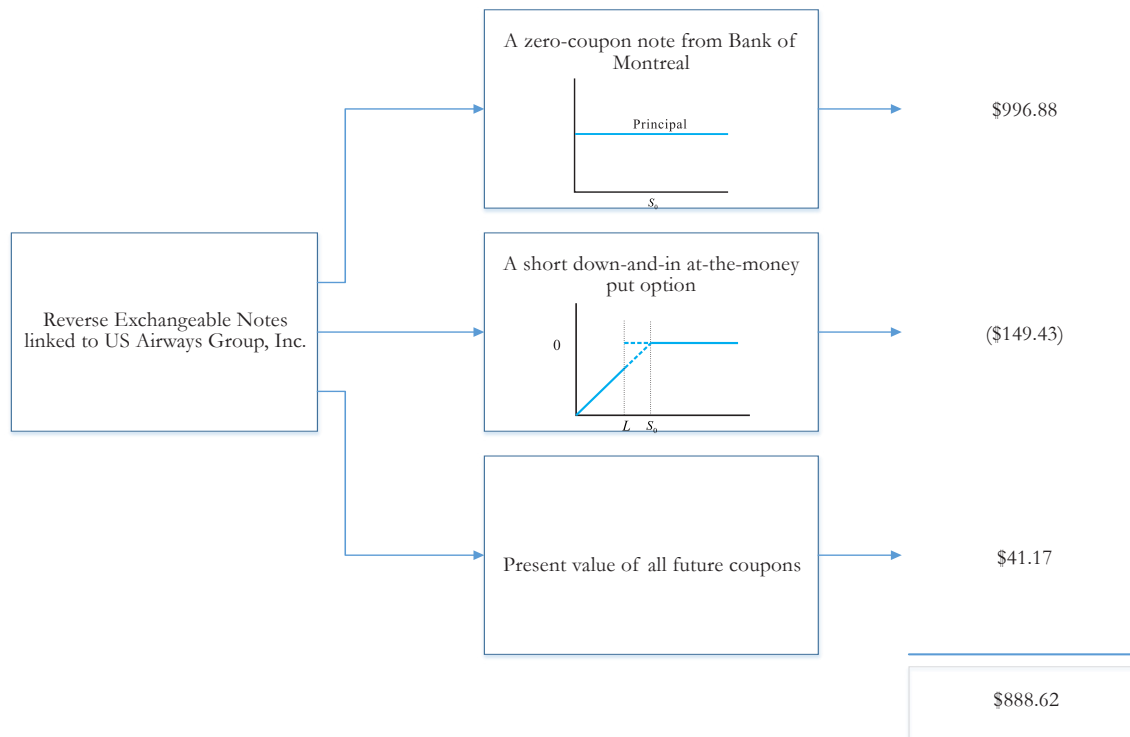 A zero-coupon note from Bank of
Montreal
Principal
S₀
$996.88
Reverse Exchangeable Notes
linked to US Airways Group, Inc.
A short down-and-in at-the-money
put option
0
L S₀
($149.43)
Present value of all future coupons
$41.17
$888.62